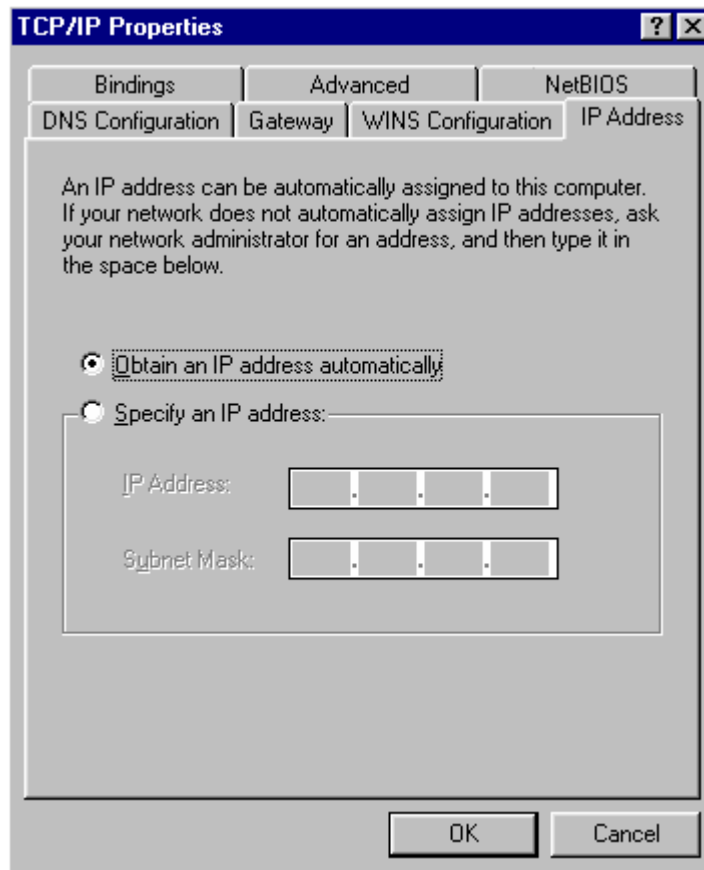 TCP/IP Properties
Bindings
Advanced
NetBIOS
DNS Configuration
Gateway
WINS Configuration
IP Address
An IP address can be automatically assigned to this computer.
If your network does not automatically assign IP addresses, ask
your network administrator for an address, and then type it in
the space below.
Obtain an IP address automatically
Specify an IP address:
IP Address:
. . .
Subnet Mask:
. . .
OK
Cancel